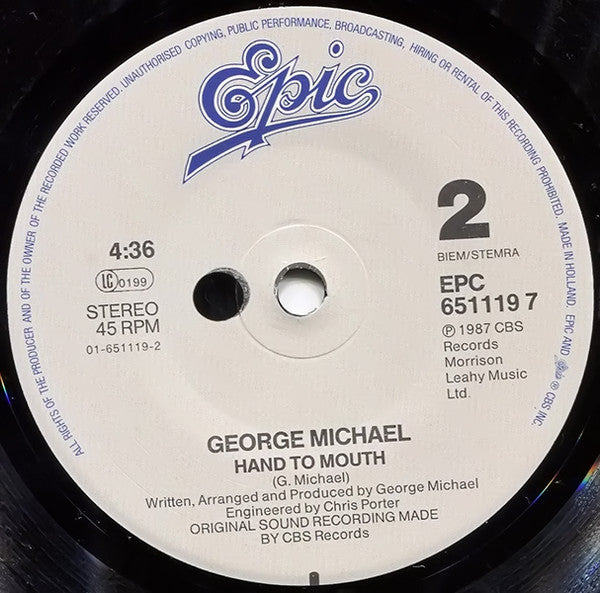 ALL RIGHTS OF THE PRODUCER AND OF THE OWNER OF THE RECORDED WORK RESERVED. UNAUTHORISED COPYING, PUBLIC PERFORMANCE, BROADCASTING, HIRING OR RENTAL OF THIS RECORDING PROHIBITED. MADE IN HOLLAND. EPIC AND Epic ® CBS INC.
Epic
2
BIEM/STEMRA
4:36
LC 0199
STEREO
45 RPM
01-651119-2
EPC
651119 7
℗ 1987 CBS
Records
Morrison
Leahy Music
Ltd.
GEORGE MICHAEL
HAND TO MOUTH
(G. Michael)
Written, Arranged and Produced by George Michael
Engineered by Chris Porter
ORIGINAL SOUND RECORDING MADE
BY CBS Records